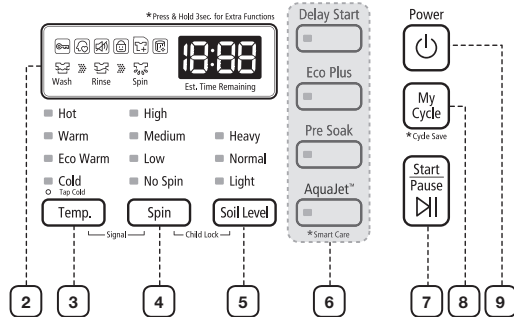 *Press & Hold 3sec. for Extra Functions
18:88
Wash Rinse Spin
Est. Time Remaining
Hot
Warm
Eco Warm
Cold
Tap Cold
High
Medium
Low
No Spin
Heavy
Normal
Light
Temp.
Spin
Soil Level
Signal
Child Lock
Delay Start
Eco Plus
Pre Soak
AquaJet™
*Smart Care
Power
My
Cycle
*Cycle Save
Start
Pause
2 3 4 5 6 7 8 9